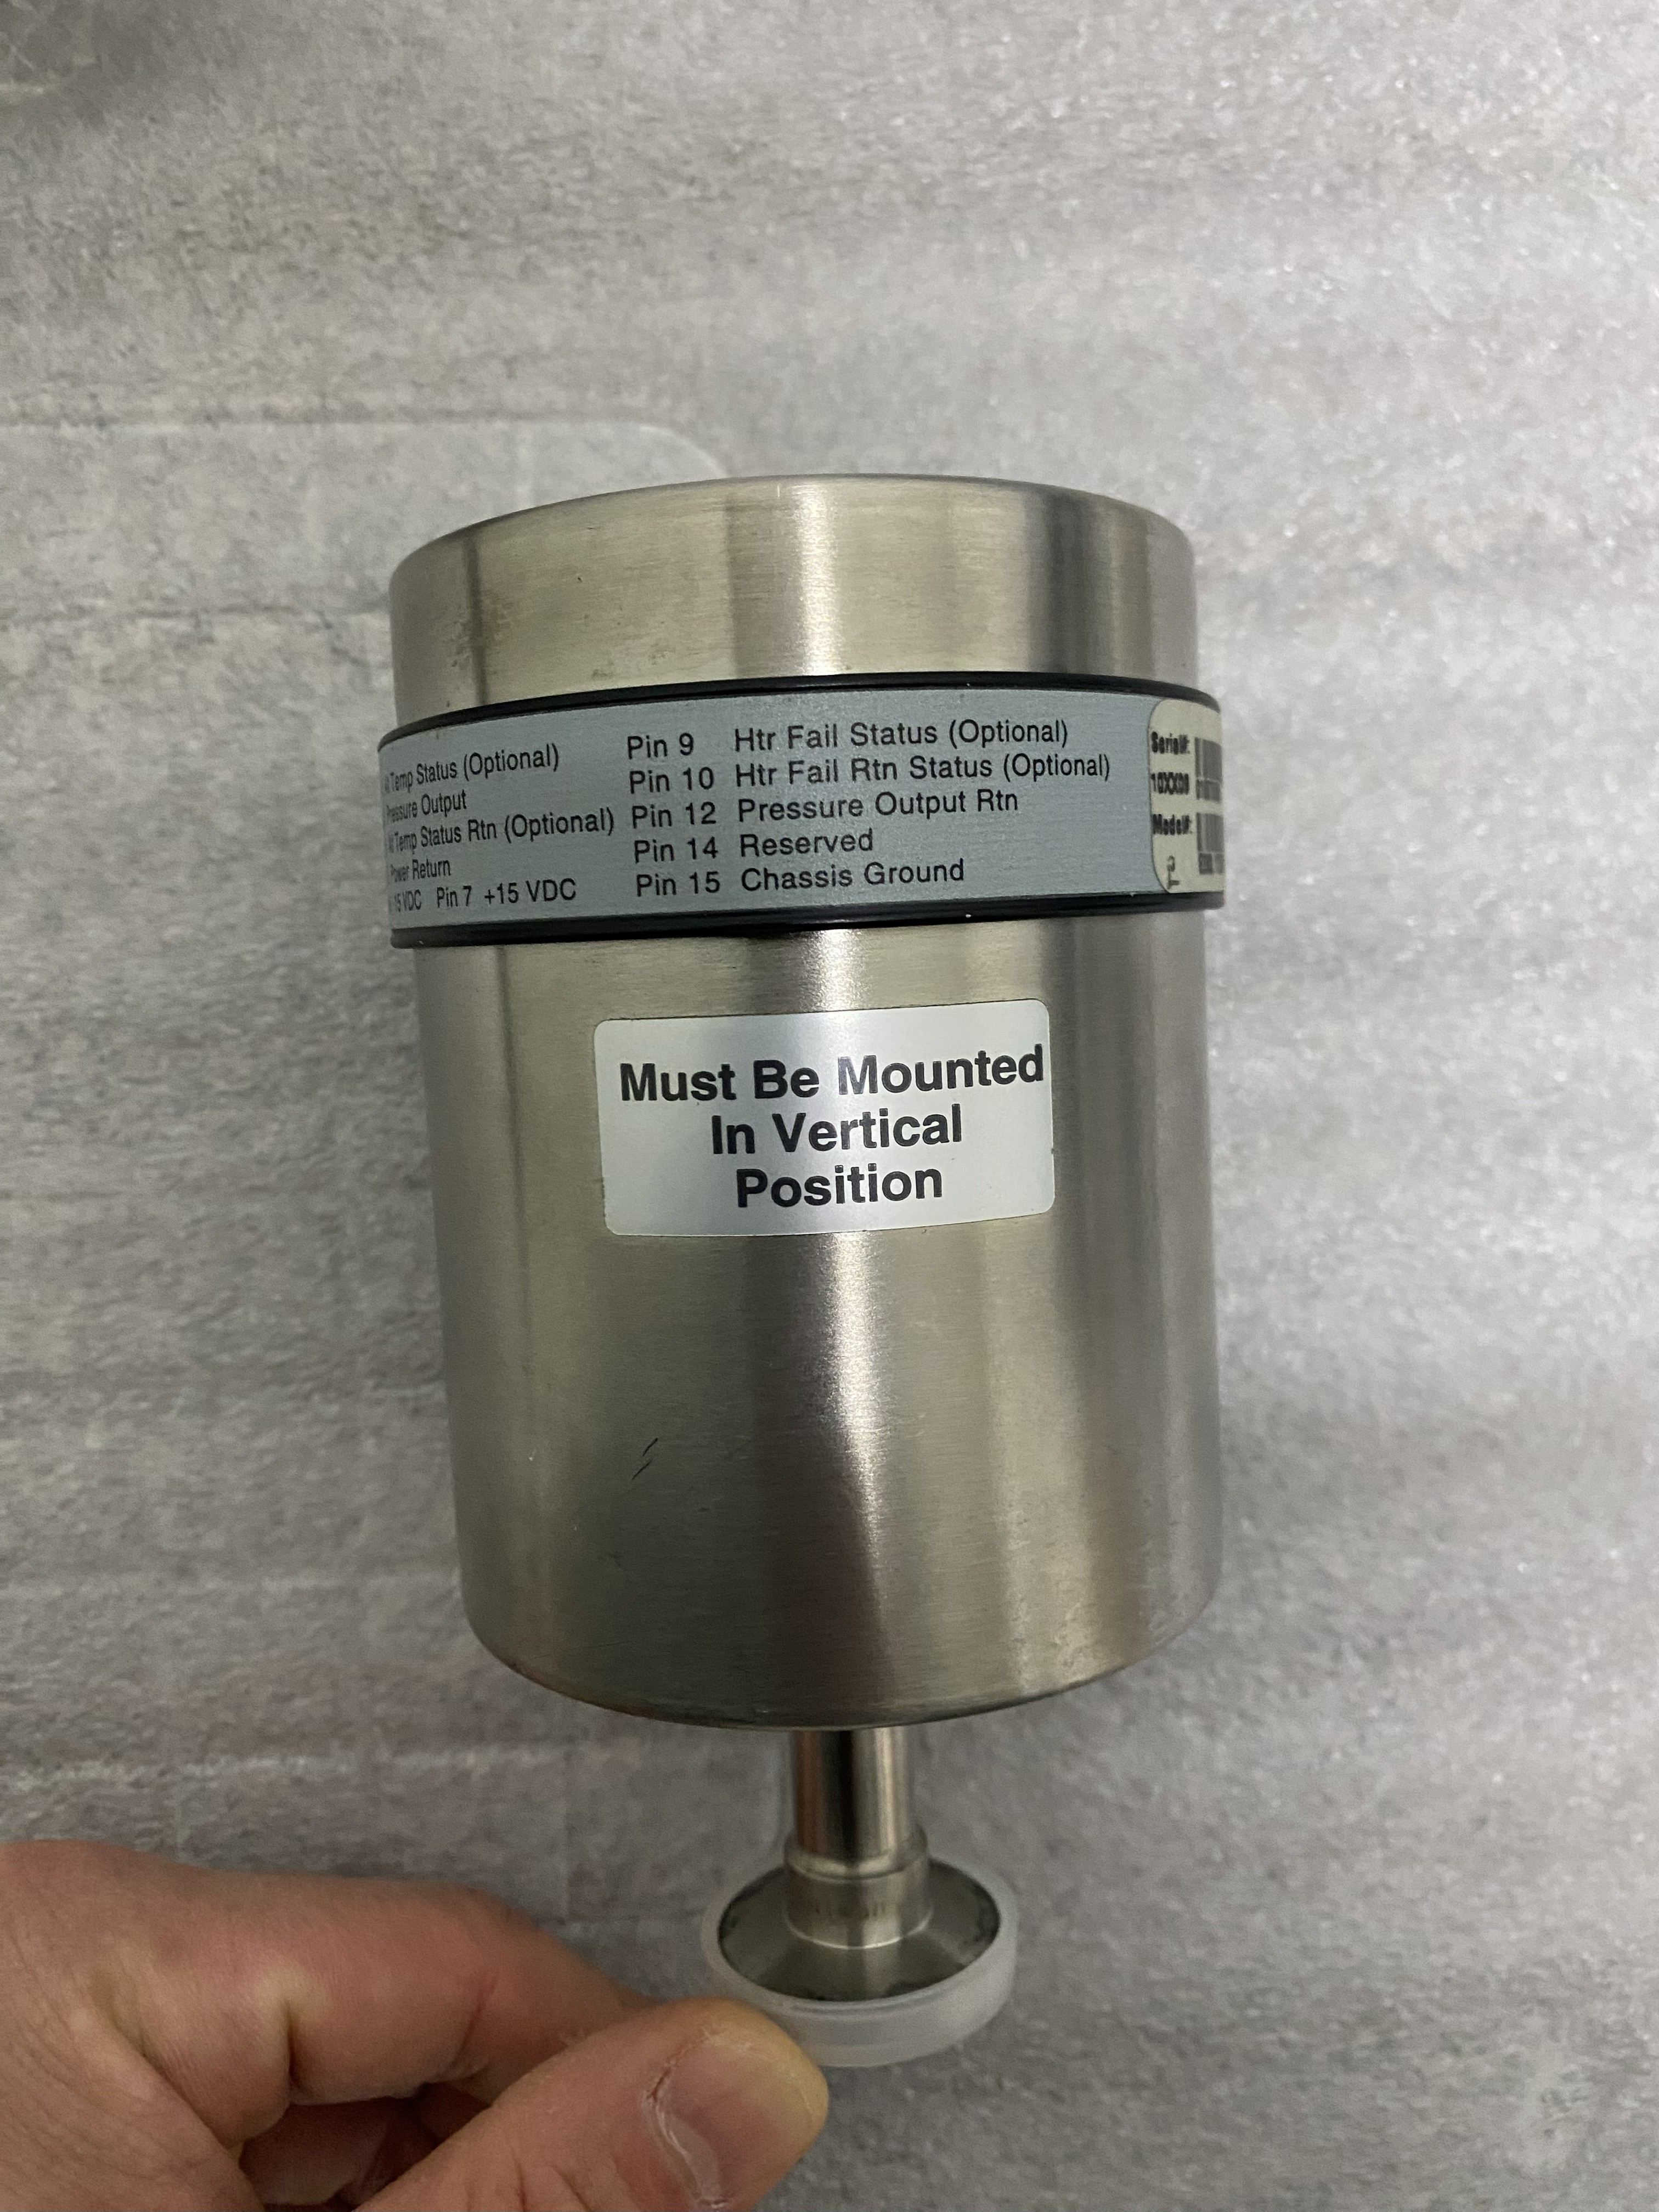 Temp Status (Optional)
Pressure Output
Temp Status Rtn (Optional)
Power Return
15 VDC Pin 7 +15 VDC
Pin 9 Htr Fail Status (Optional)
Pin 10 Htr Fail Rtn Status (Optional)
Pin 12 Pressure Output Rtn
Pin 14 Reserved
Pin 15 Chassis Ground
Serial#:
Model#:
2
Must Be Mounted
In Vertical
Position